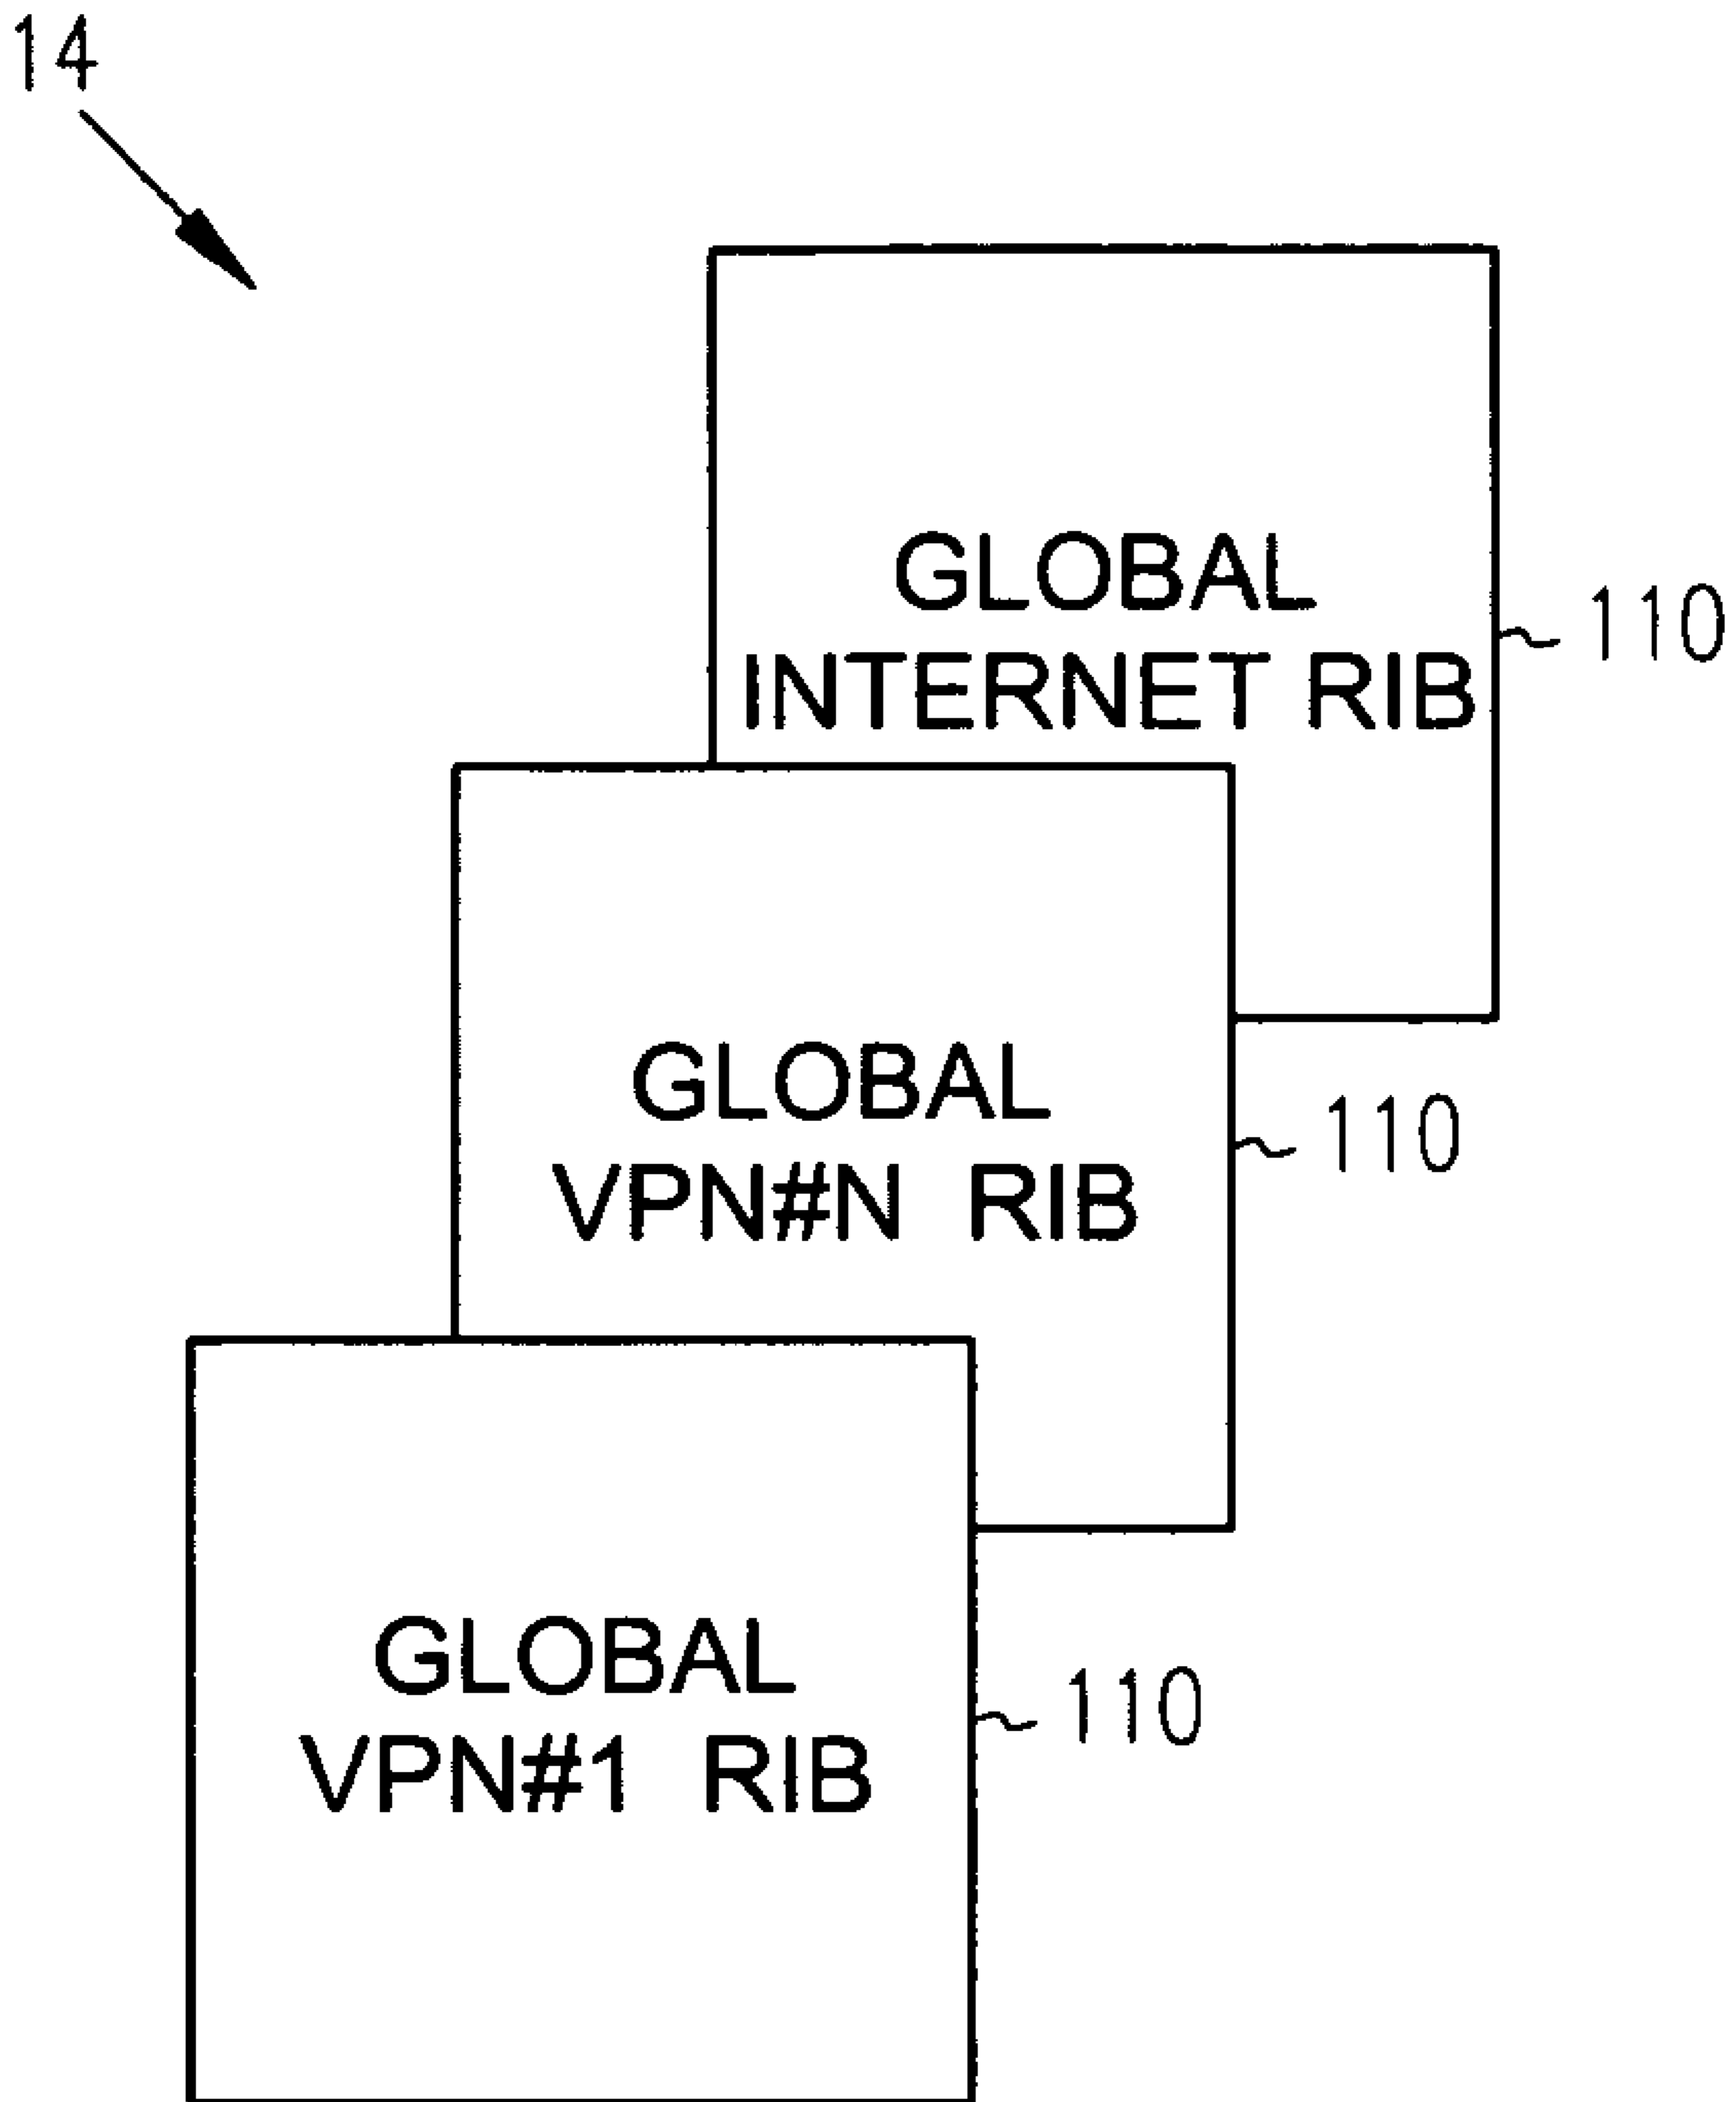 14
GLOBAL
INTERNET RIB
110
GLOBAL
VPN#N RIB
110
GLOBAL
VPN#1 RIB
110